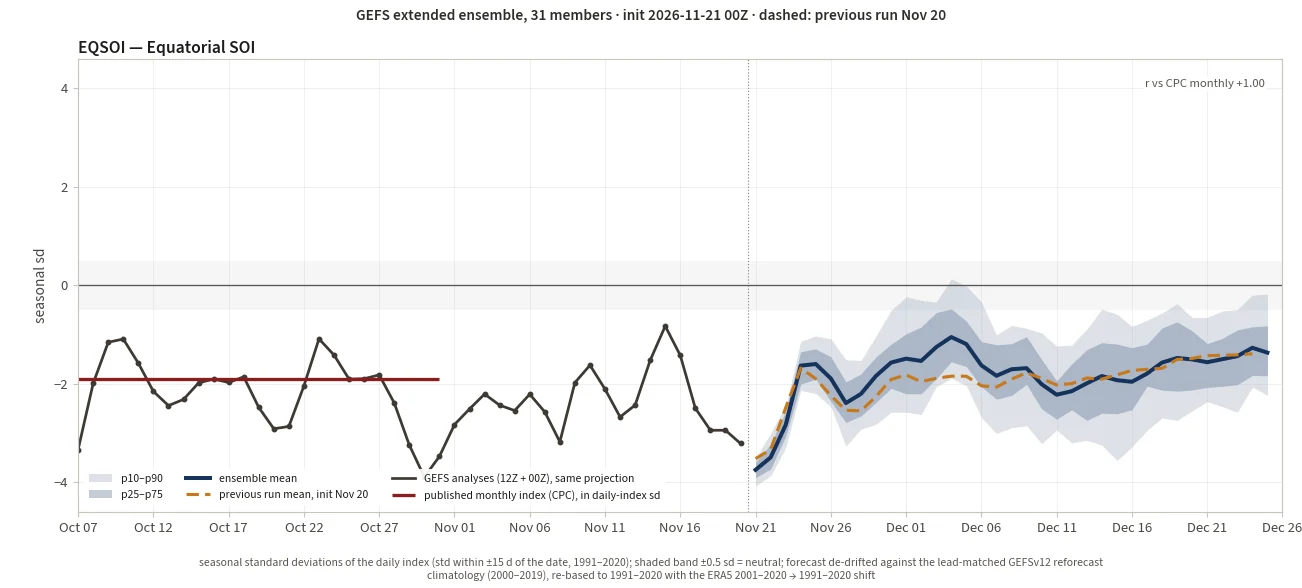 GEFS extended ensemble, 31 members · init 2026-11-21 00Z · dashed: previous run Nov 20
EQSOI — Equatorial SOI
r vs CPC monthly +1.00
seasonal sd
4
2
0
−2
−4
p10–p90
p25–p75
ensemble mean
previous run mean, init Nov 20
GEFS analyses (12Z + 00Z), same projection
published monthly index (CPC), in daily-index sd
Oct 07 Oct 12 Oct 17 Oct 22 Oct 27 Nov 01 Nov 06 Nov 11 Nov 16 Nov 21 Nov 26 Dec 01 Dec 06 Dec 11 Dec 16 Dec 21 Dec 26
seasonal standard deviations of the daily index (std within ±15 d of the date, 1991–2020); shaded band ±0.5 sd = neutral; forecast de-drifted against the lead-matched GEFSv12 reforecast
climatology (2000–2019), re-based to 1991–2020 with the ERA5 2001–2020 → 1991–2020 shift